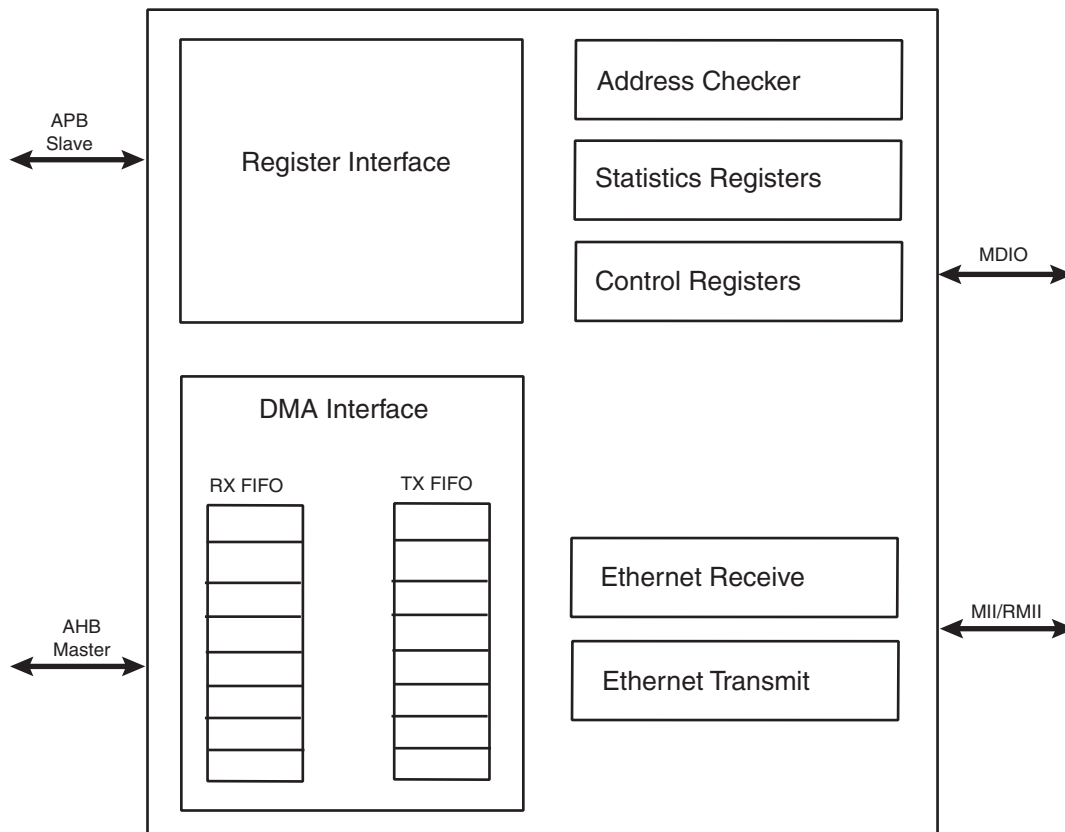 APB
Slave
Register Interface
Address Checker
Statistics Registers
Control Registers
MDIO
DMA Interface
RX FIFO
TX FIFO
Ethernet Receive
AHB
Master
MII/RMII
Ethernet Transmit